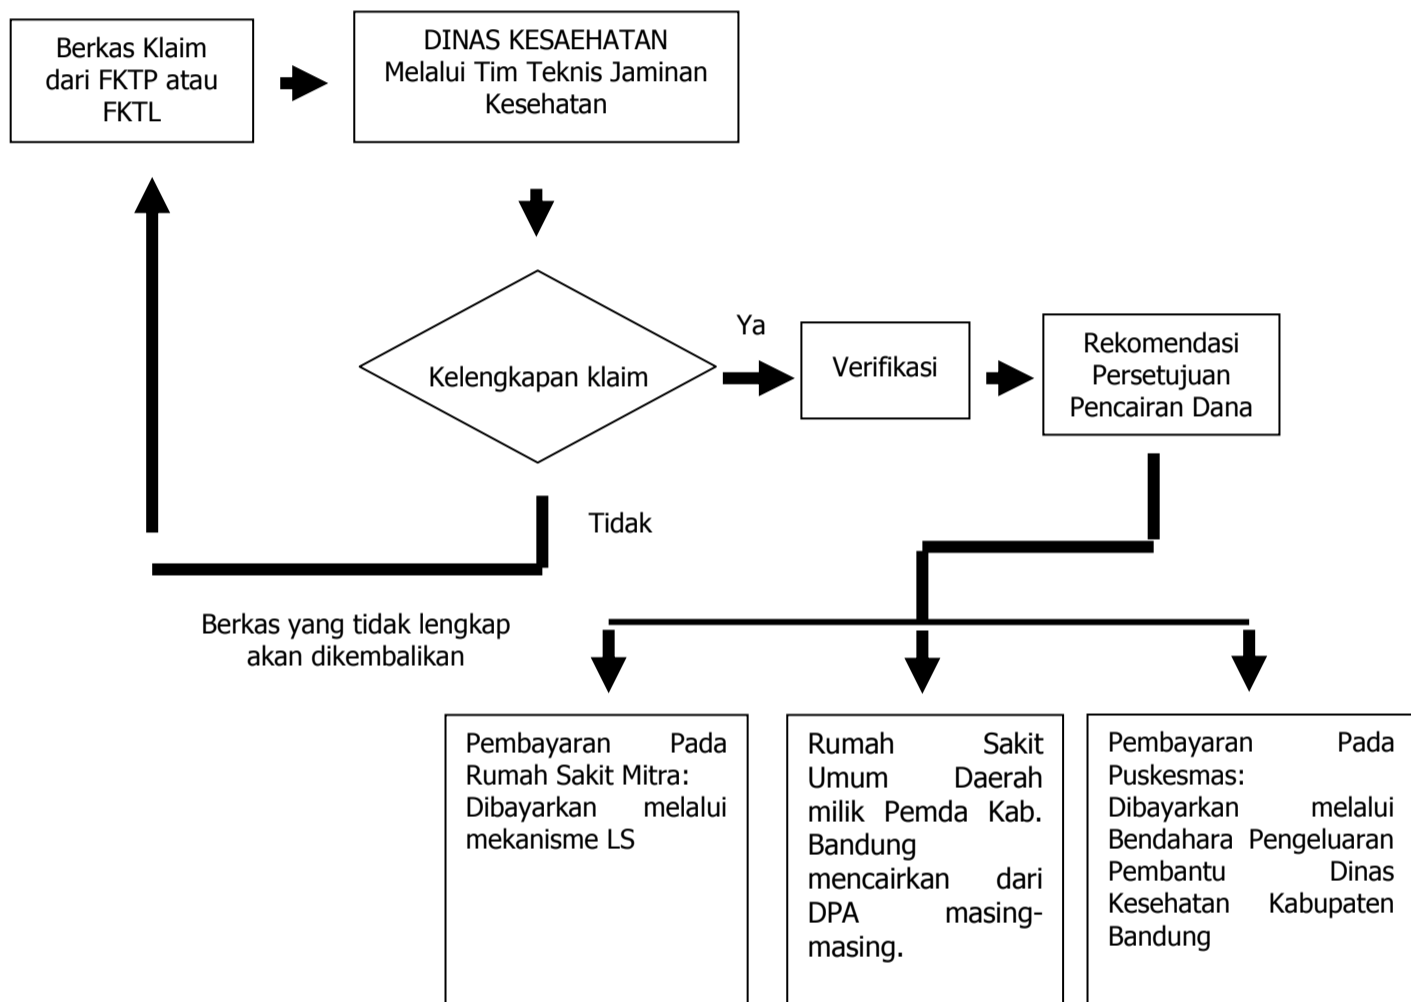 Berkas Klaim
dari FKTP atau
FKTL
DINAS KESAEHATAN
Melalui Tim Teknis Jaminan
Kesehatan
Kelengkapan klaim
Ya
Verifikasi
Rekomendasi
Persetujuan
Pencairan Dana
Tidak
Berkas yang tidak lengkap
akan dikembalikan
Pembayaran Pada
Rumah Sakit Mitra:
Dibayarkan melalui
mekanisme LS
Rumah Sakit
Umum Daerah
milik Pemda Kab.
Bandung
mencairkan dari
DPA masing-
masing.
Pembayaran Pada
Puskesmas:
Dibayarkan melalui
Bendahara Pengeluaran
Pembantu Dinas
Kesehatan Kabupaten
Bandung